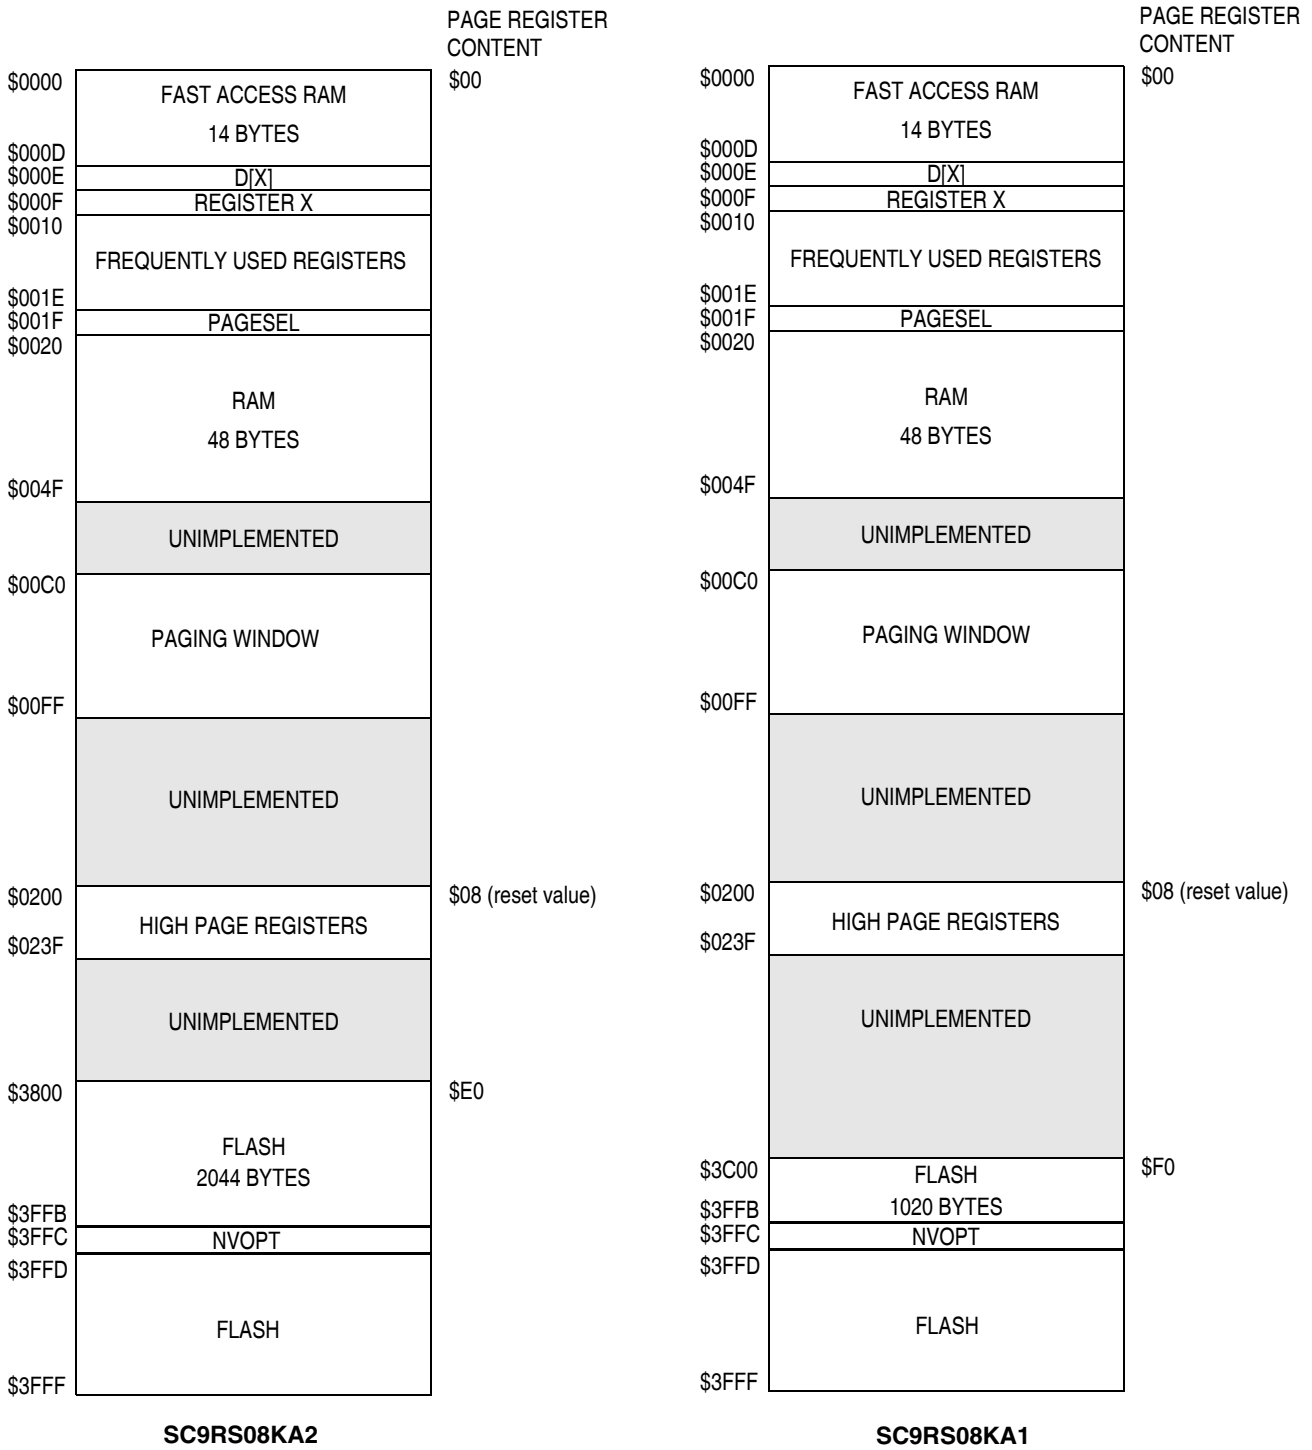 PAGE REGISTER
CONTENT
$0000
FAST ACCESS RAM
$00
14 BYTES
$000D
$000E
D[X]
$000F
REGISTER X
$0010
FREQUENTLY USED REGISTERS
$001E
$001F
PAGESEL
$0020
RAM
48 BYTES
$004F
UNIMPLEMENTED
$00C0
PAGING WINDOW
$00FF
UNIMPLEMENTED
$0200
$08 (reset value)
HIGH PAGE REGISTERS
$023F
UNIMPLEMENTED
$3800
$E0
FLASH
2044 BYTES
$3FFB
$3FFC
NVOPT
$3FFD
FLASH
$3FFF
SC9RS08KA2
PAGE REGISTER
CONTENT
$0000
FAST ACCESS RAM
$00
14 BYTES
$000D
$000E
D[X]
$000F
REGISTER X
$0010
FREQUENTLY USED REGISTERS
$001E
$001F
PAGESEL
$0020
RAM
48 BYTES
$004F
UNIMPLEMENTED
$00C0
PAGING WINDOW
$00FF
UNIMPLEMENTED
$0200
$08 (reset value)
HIGH PAGE REGISTERS
$023F
UNIMPLEMENTED
$3C00
$F0
FLASH
1020 BYTES
$3FFB
$3FFC
NVOPT
$3FFD
FLASH
$3FFF
SC9RS08KA1